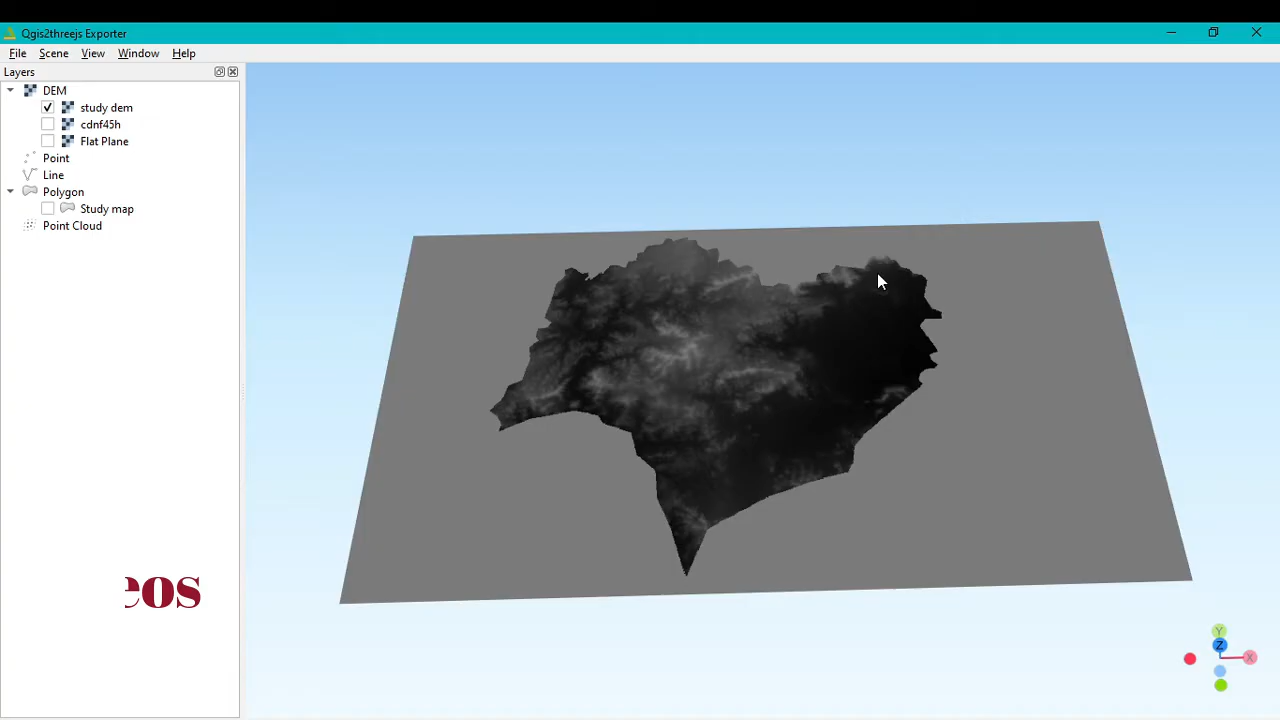 Qgis2threejs Exporter
File Scene View Window Help
Layers
DEM
study dem
cdnf45h
Flat Plane
Point
Line
Polygon
Study map
Point Cloud
eos
Y
Z
X